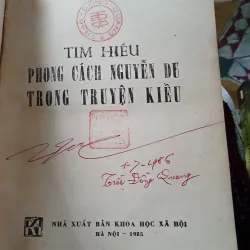 TÌM HIỂU
PHONG CÁCH NGUYỄN DU
TRONG TRUYỆN KIỀU
1-7-1986
Trần Đồng Quang
NHÀ XUẤT BẢN KHOA HỌC XÃ HỘI
HÀ NỘI - 1985